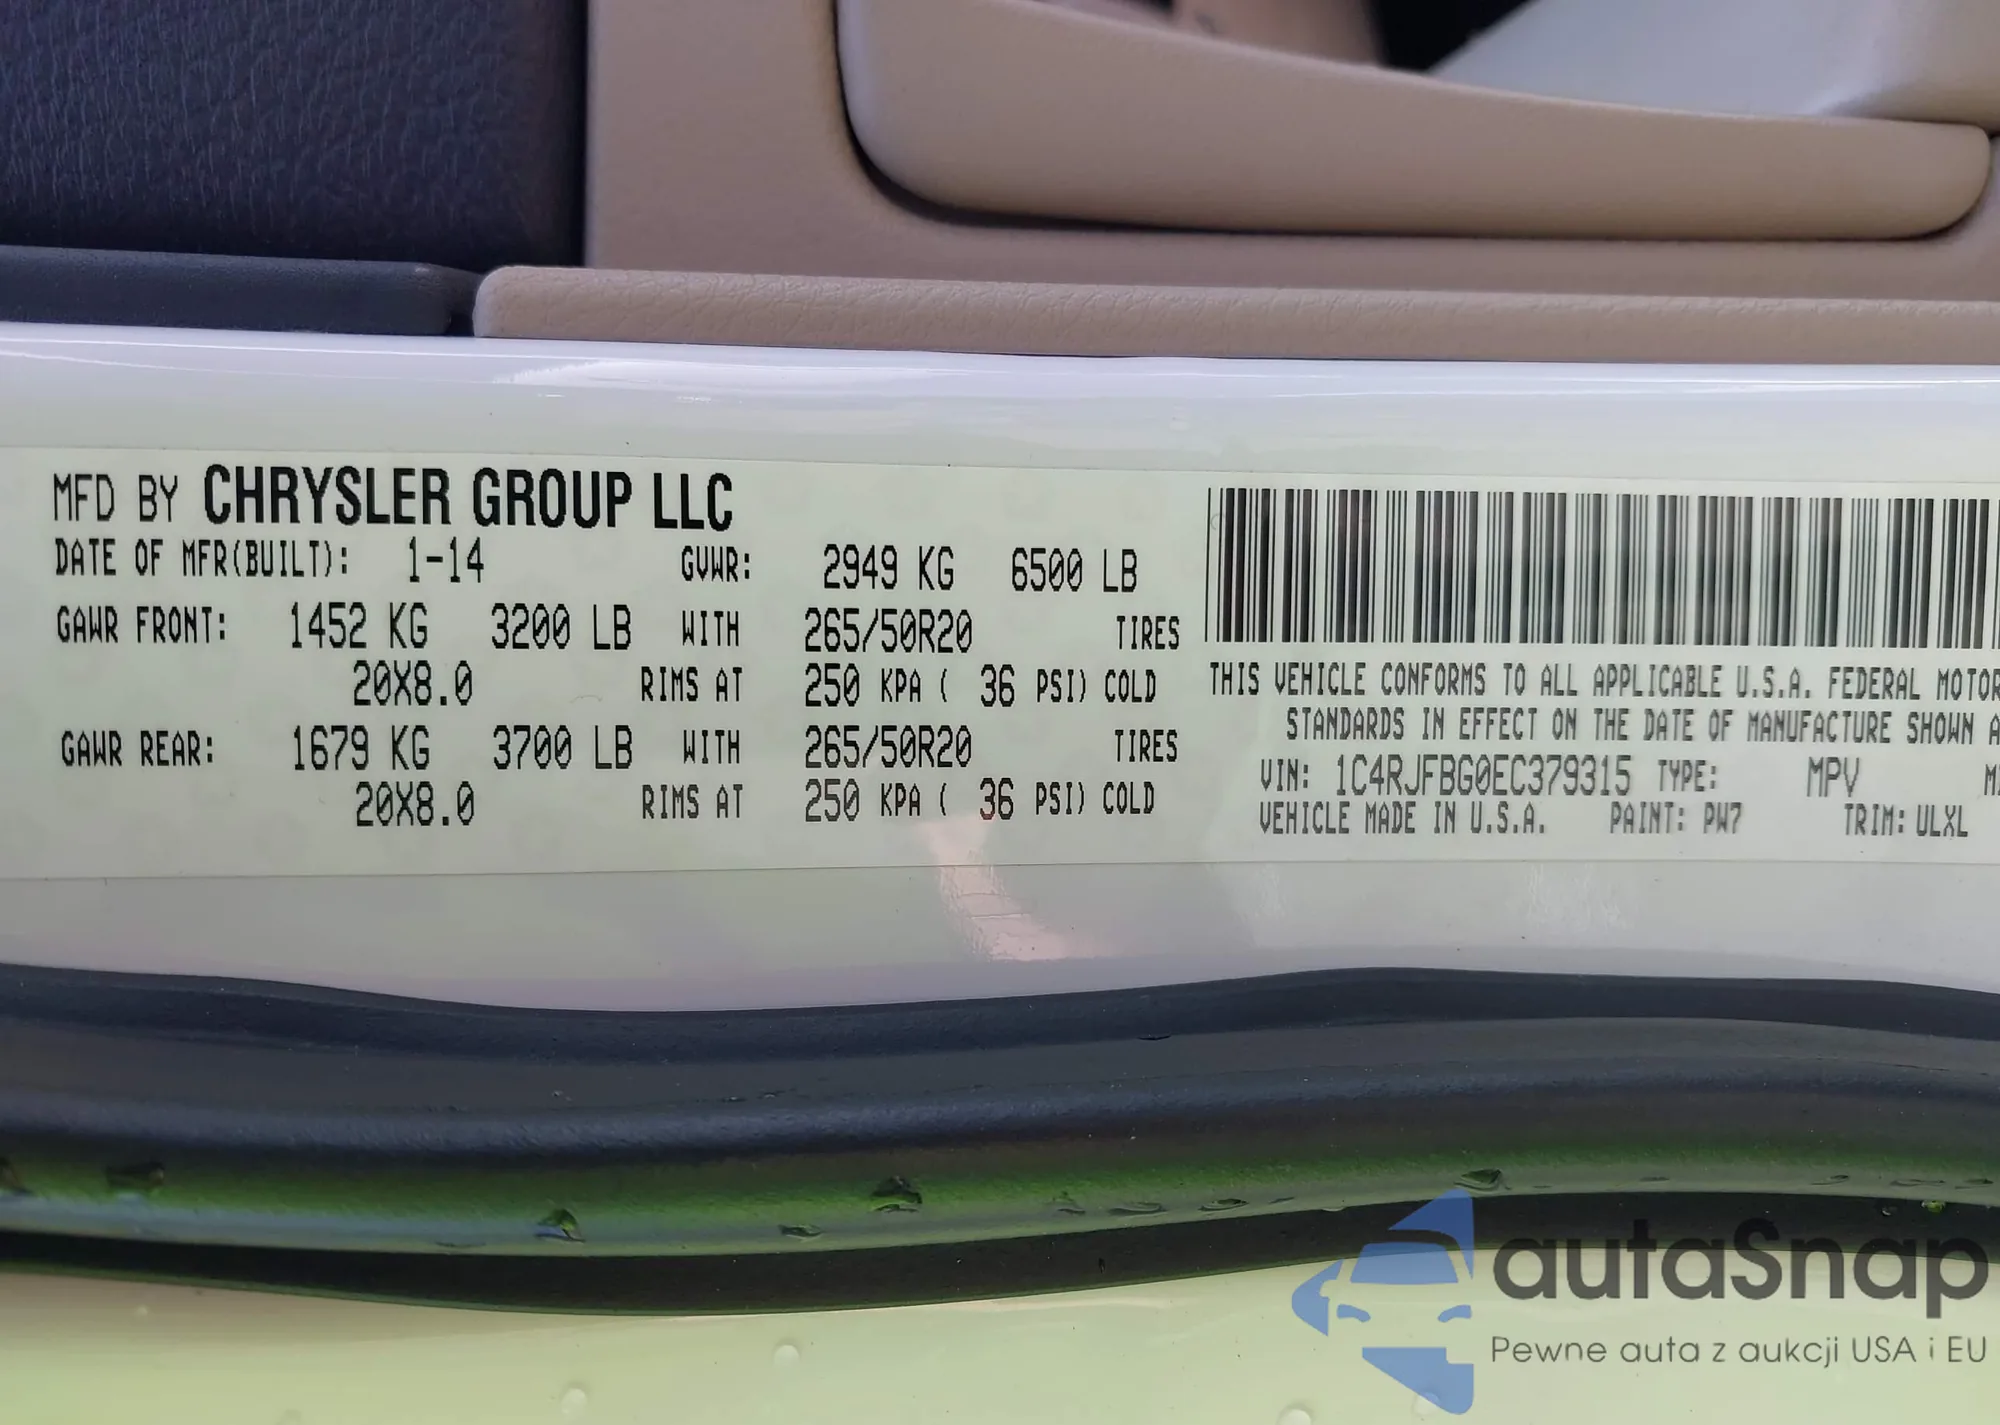 MFD BY CHRYSLER GROUP LLC
DATE OF MFR(BUILT): 1-14 GVWR: 2949 KG 6500 LB
GAWR FRONT: 1452 KG 3200 LB WITH 265/50R20 TIRES
20X8.0 RIMS AT 250 KPA ( 36 PSI) COLD
GAWR REAR: 1679 KG 3700 LB WITH 265/50R20 TIRES
20X8.0 RIMS AT 250 KPA ( 36 PSI) COLD
THIS VEHICLE CONFORMS TO ALL APPLICABLE U.S.A. FEDERAL MOTOR
STANDARDS IN EFFECT ON THE DATE OF MANUFACTURE SHOWN
VIN: 1C4RJFBG0EC379315 TYPE: MPV
VEHICLE MADE IN U.S.A. PAINT: PW7 TRIM: ULXL
autaSnap
Pewne auta z aukcji USA i EU